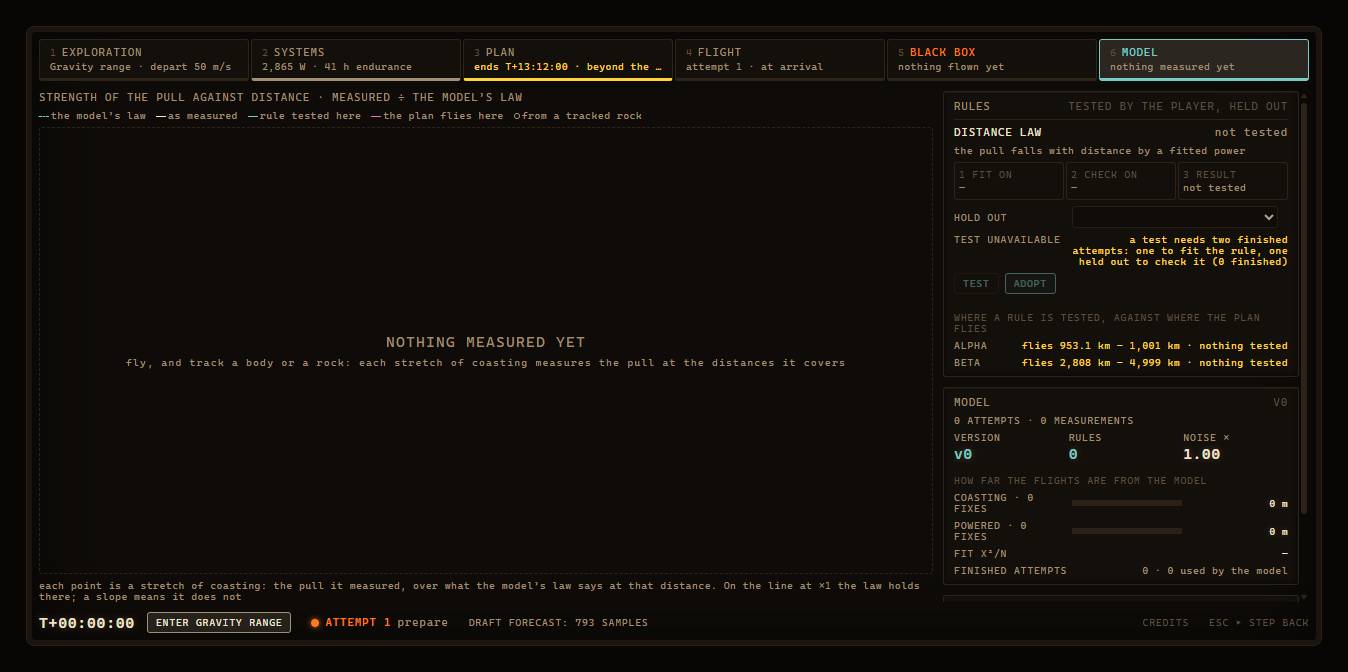 1 EXPLORATION
Gravity range · depart 50 m/s
2 SYSTEMS
2,865 W · 41 h endurance
3 PLAN
ends T+13:12:00 · beyond the …
4 FLIGHT
attempt 1 · at arrival
5 BLACK BOX
nothing flown yet
6 MODEL
nothing measured yet
STRENGTH OF THE PULL AGAINST DISTANCE · MEASURED ÷ THE MODEL'S LAW
the model's law as measured rule tested here the plan flies here from a tracked rock
NOTHING MEASURED YET
fly, and track a body or a rock: each stretch of coasting measures the pull at the distances it covers
each point is a stretch of coasting: the pull it measured, over what the model's law says at that distance. On the line at ×1 the law holds
there; a slope means it does not
RULES TESTED BY THE PLAYER, HELD OUT
DISTANCE LAW not tested
the pull falls with distance by a fitted power
1 FIT ON
—
2 CHECK ON
—
3 RESULT
not tested
HOLD OUT
TEST UNAVAILABLE a test needs two finished
attempts: one to fit the rule, one
held out to check it (0 finished)
TEST ADOPT
WHERE A RULE IS TESTED, AGAINST WHERE THE PLAN
FLIES
ALPHA flies 953.1 km – 1,001 km · nothing tested
BETA flies 2,808 km – 4,999 km · nothing tested
MODEL V0
0 ATTEMPTS · 0 MEASUREMENTS
VERSION RULES NOISE ×
v0 0 1.00
HOW FAR THE FLIGHTS ARE FROM THE MODEL
COASTING · 0
FIXES 0 m
POWERED · 0
FIXES 0 m
FIT X²/N —
FINISHED ATTEMPTS 0 · 0 used by the model
T+00:00:00 ENTER GRAVITY RANGE ATTEMPT 1 prepare DRAFT FORECAST: 793 SAMPLES CREDITS ESC ▸ STEP BACK